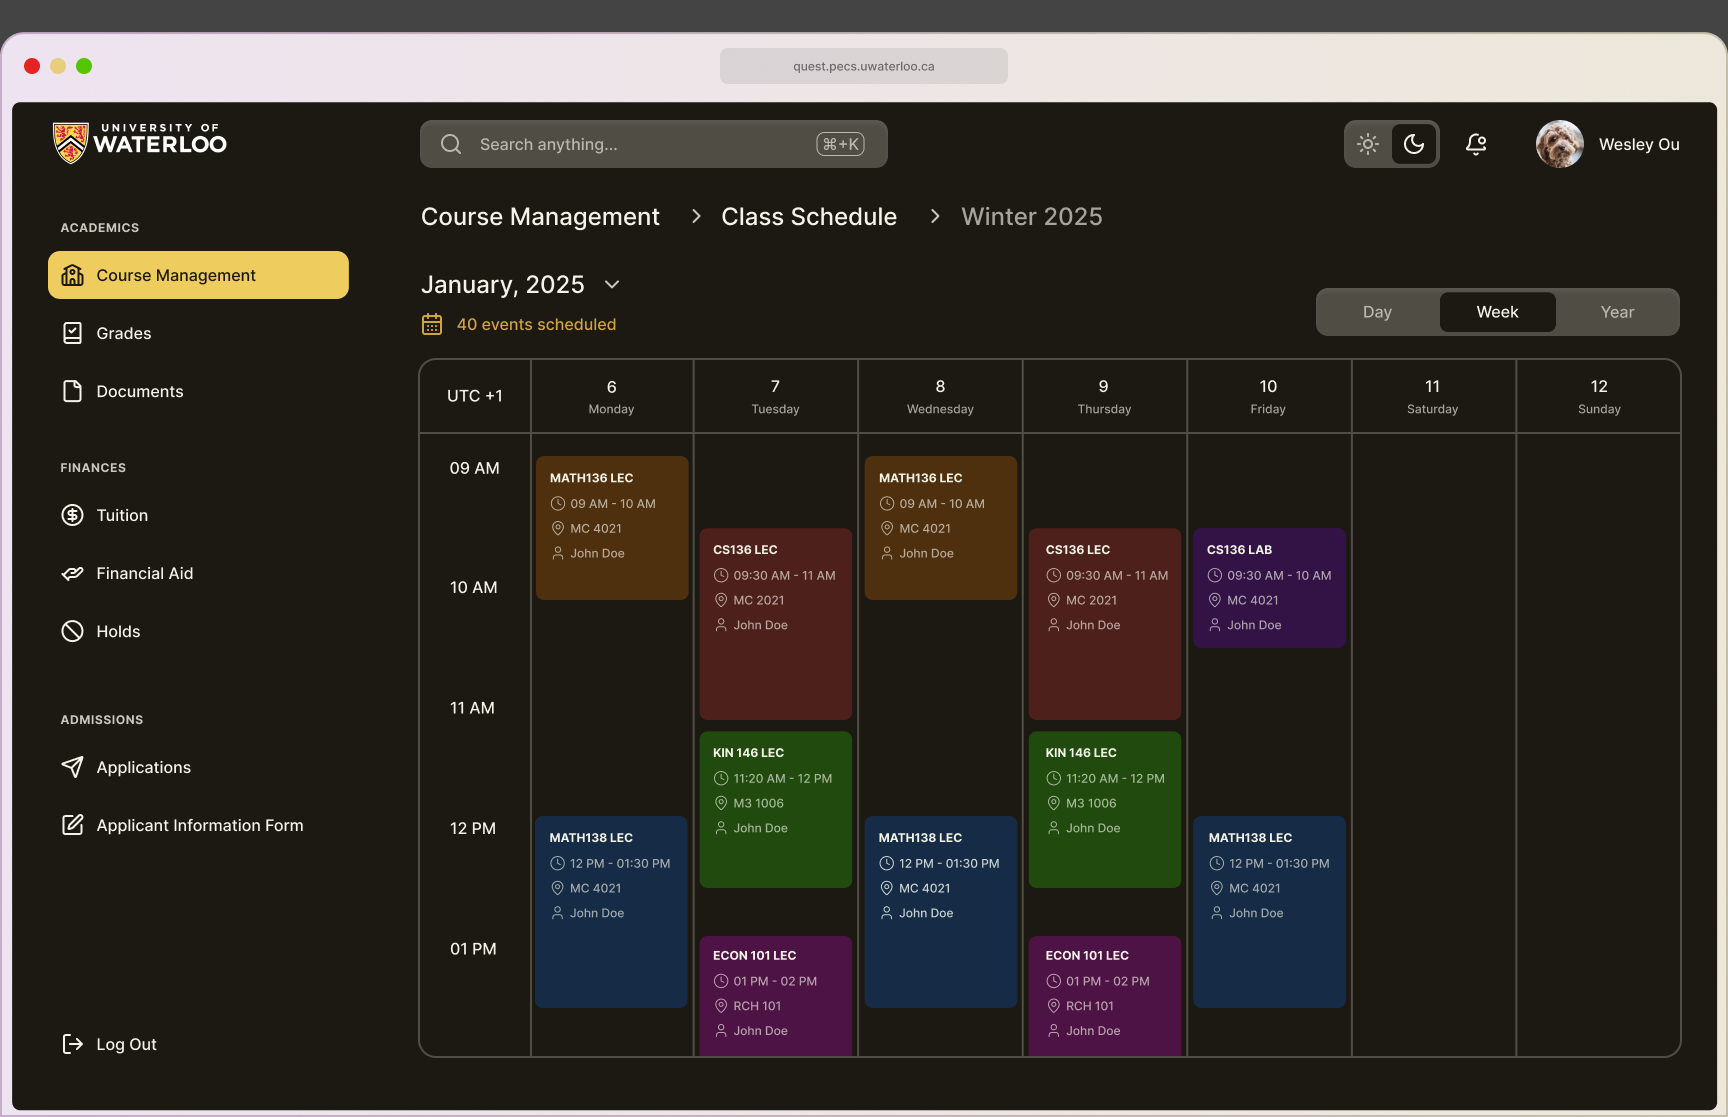 quest.pecs.uwaterloo.ca
UNIVERSITY OF
WATERLOO
Search anything...
⌘+K
Wesley Ou
ACADEMICS
Course Management
Grades
Documents
FINANCES
Tuition
Financial Aid
Holds
ADMISSIONS
Applications
Applicant Information Form
Log Out
Course Management > Class Schedule > Winter 2025
January, 2025
40 events scheduled
Day Week Year
UTC +1
6
Monday
7
Tuesday
8
Wednesday
9
Thursday
10
Friday
11
Saturday
12
Sunday
09 AM
10 AM
11 AM
12 PM
01 PM
MATH136 LEC
09 AM - 10 AM
MC 4021
John Doe
MATH138 LEC
12 PM - 01:30 PM
MC 4021
John Doe
CS136 LEC
09:30 AM - 11 AM
MC 2021
John Doe
KIN 146 LEC
11:20 AM - 12 PM
M3 1006
John Doe
ECON 101 LEC
01 PM - 02 PM
RCH 101
John Doe
MATH136 LEC
09 AM - 10 AM
MC 4021
John Doe
MATH138 LEC
12 PM - 01:30 PM
MC 4021
John Doe
CS136 LEC
09:30 AM - 11 AM
MC 2021
John Doe
KIN 146 LEC
11:20 AM - 12 PM
M3 1006
John Doe
ECON 101 LEC
01 PM - 02 PM
RCH 101
John Doe
CS136 LAB
09:30 AM - 10 AM
MC 4021
John Doe
MATH138 LEC
12 PM - 01:30 PM
MC 4021
John Doe